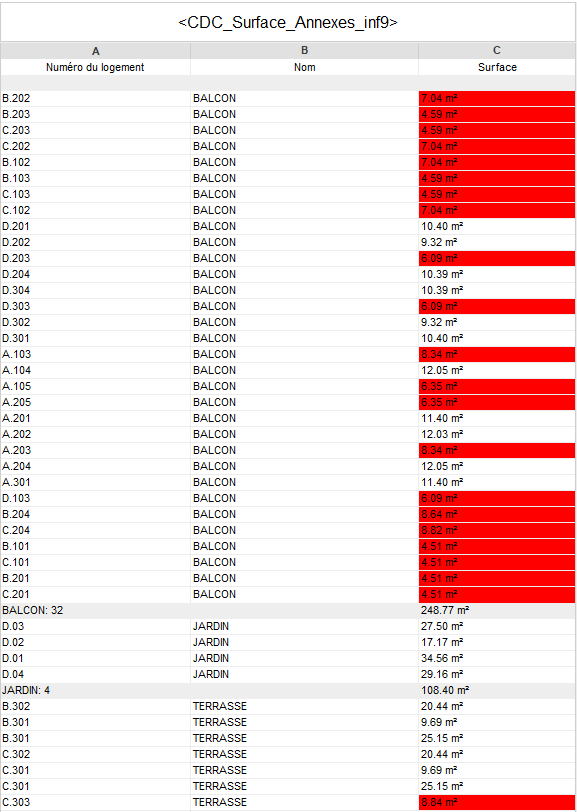 <CDC_Surface_Annexes_inf9>
A B C
Numéro du logement Nom Surface
B.202 BALCON 7.04 m²
B.203 BALCON 4.59 m²
C.203 BALCON 4.59 m²
C.202 BALCON 7.04 m²
B.102 BALCON 7.04 m²
B.103 BALCON 4.59 m²
C.103 BALCON 4.59 m²
C.102 BALCON 7.04 m²
D.201 BALCON 10.40 m²
D.202 BALCON 9.32 m²
D.203 BALCON 6.09 m²
D.204 BALCON 10.39 m²
D.304 BALCON 10.39 m²
D.303 BALCON 6.09 m²
D.302 BALCON 9.32 m²
D.301 BALCON 10.40 m²
A.103 BALCON 8.34 m²
A.104 BALCON 12.05 m²
A.105 BALCON 6.35 m²
A.205 BALCON 6.35 m²
A.201 BALCON 11.40 m²
A.202 BALCON 12.03 m²
A.203 BALCON 8.34 m²
A.204 BALCON 12.05 m²
A.301 BALCON 11.40 m²
D.103 BALCON 6.09 m²
B.204 BALCON 8.64 m²
C.204 BALCON 8.82 m²
B.101 BALCON 4.51 m²
C.101 BALCON 4.51 m²
B.201 BALCON 4.51 m²
C.201 BALCON 4.51 m²
BALCON: 32 248.77 m²
D.03 JARDIN 27.50 m²
D.02 JARDIN 17.17 m²
D.01 JARDIN 34.56 m²
D.04 JARDIN 29.16 m²
JARDIN: 4 108.40 m²
B.302 TERRASSE 20.44 m²
B.301 TERRASSE 9.69 m²
B.301 TERRASSE 25.15 m²
C.302 TERRASSE 20.44 m²
C.301 TERRASSE 9.69 m²
C.301 TERRASSE 25.15 m²
C.303 TERRASSE 8.84 m²